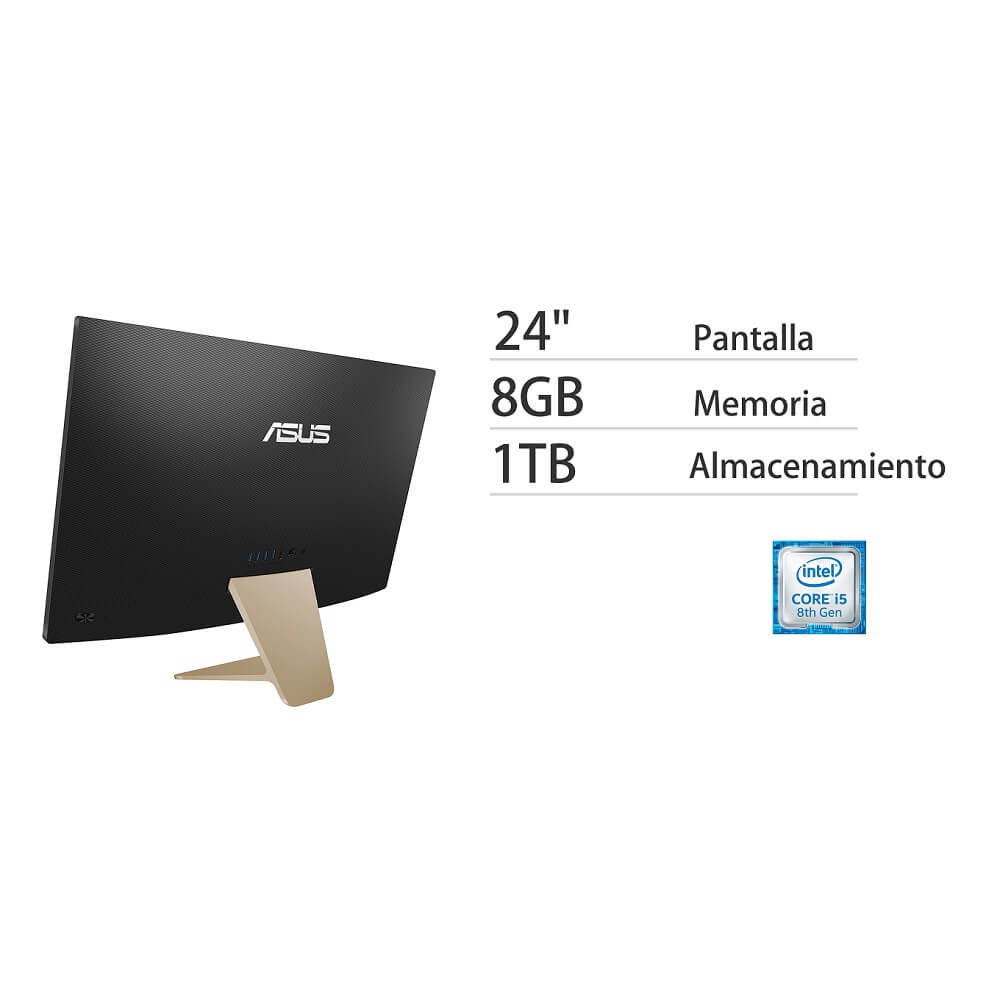 ASUS
24" Pantalla
8GB Memoria
1TB Almacenamiento
intel
CORE i5
8th Gen